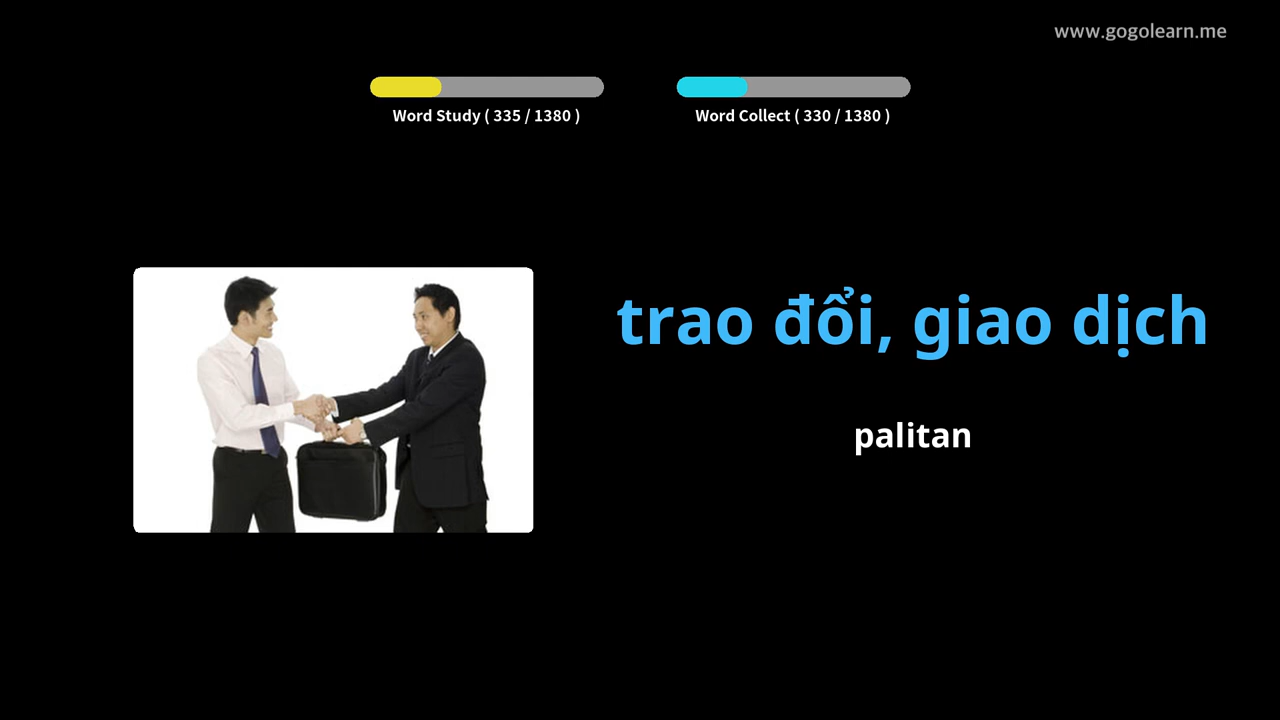 www.gogolearn.me
Word Study ( 335 / 1380 )
Word Collect ( 330 / 1380 )
trao đổi, giao dịch
palitan